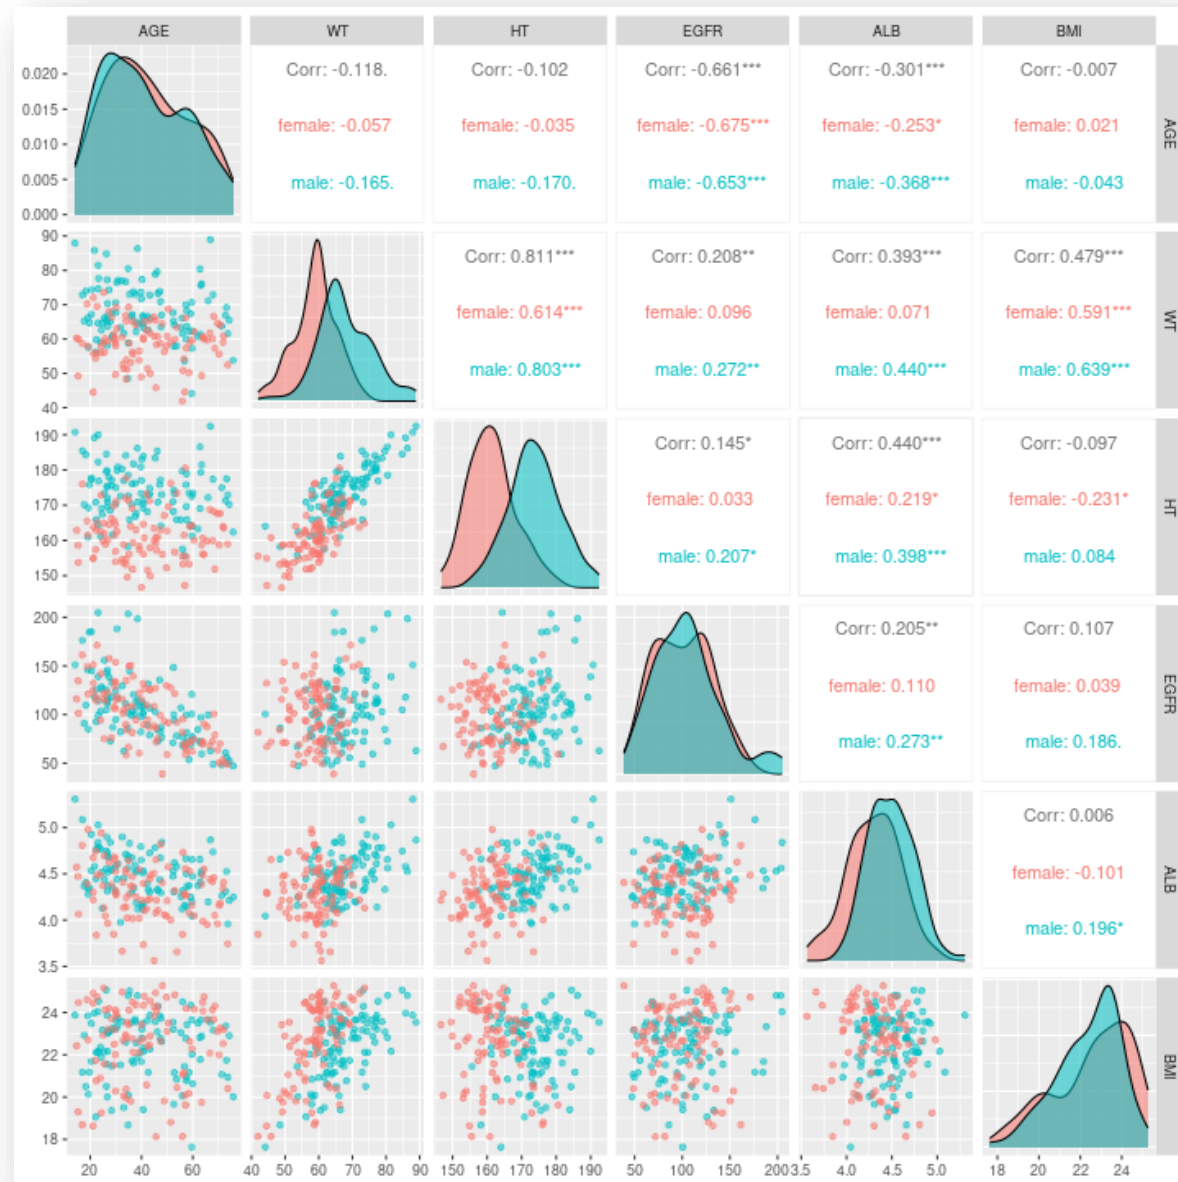 AGE WT HT EGFR ALB BMI
0.020
0.015
0.010
0.005
0.000
Corr: -0.118. Corr: -0.102 Corr: -0.661*** Corr: -0.301*** Corr: -0.007
female: -0.057 female: -0.035 female: -0.675*** female: -0.253* female: 0.021
male: -0.165. male: -0.170. male: -0.653*** male: -0.368*** male: -0.043
AGE
90
80
70
60
50
40
Corr: 0.811*** Corr: 0.208** Corr: 0.393*** Corr: 0.479***
female: 0.614*** female: 0.096 female: 0.071 female: 0.591***
male: 0.803*** male: 0.272** male: 0.440*** male: 0.639***
WT
190
180
170
160
150
Corr: 0.145* Corr: 0.440*** Corr: -0.097
female: 0.033 female: 0.219* female: -0.231*
male: 0.207* male: 0.398*** male: 0.084
HT
200
150
100
50
Corr: 0.205** Corr: 0.107
female: 0.110 female: 0.039
male: 0.273** male: 0.186.
EGFR
5.0
4.5
4.0
3.5
Corr: 0.006
female: -0.101
male: 0.196*
ALB
24
22
20
18
BMI
20 40 60 40 50 60 70 80 90 150 160 170 180 190 50 100 150 200 3.5 4.0 4.5 5.0 18 20 22 24